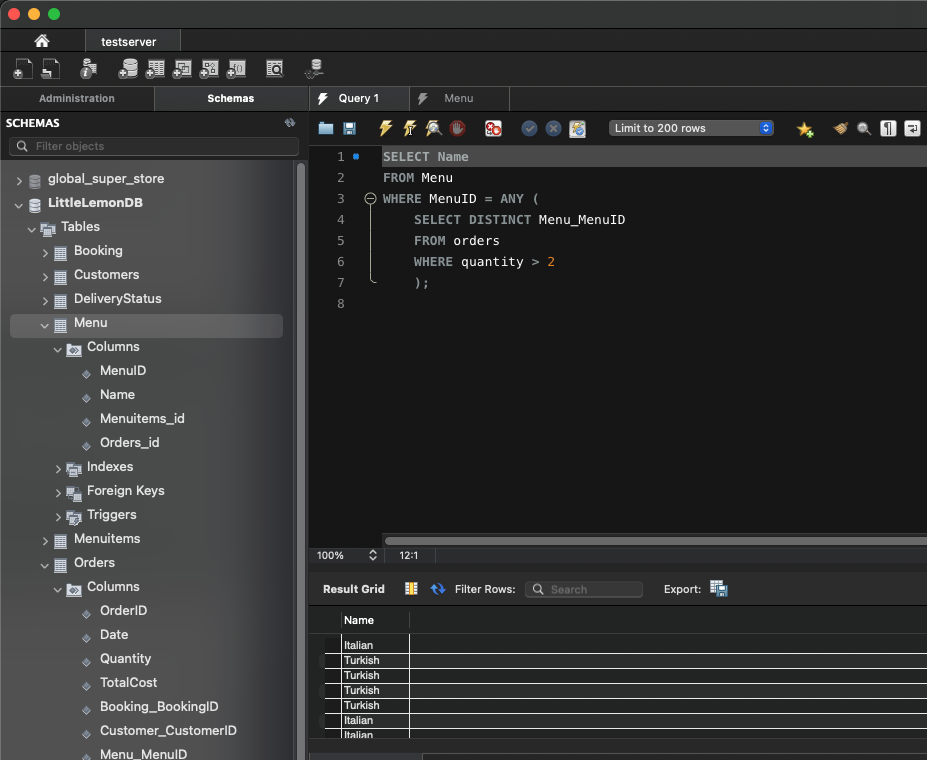 testserver
Administration
Schemas
Query 1
Menu
SCHEMAS
Filter objects
Limit to 200 rows
global_super_store
LittleLemonDB
Tables
Booking
Customers
DeliveryStatus
Menu
Columns
MenuID
Name
Menuitems_id
Orders_id
Indexes
Foreign Keys
Triggers
Menuitems
Orders
Columns
OrderID
Date
Quantity
TotalCost
Booking_BookingID
Customer_CustomerID
Menu_MenuID
1 SELECT Name
2 FROM Menu
3 WHERE MenuID = ANY (
4 SELECT DISTINCT Menu_MenuID
5 FROM orders
6 WHERE quantity > 2
7 );
8
100% 12:1
Result Grid Filter Rows: Search Export:
Name
Italian
Turkish
Turkish
Turkish
Turkish
Italian
Italian